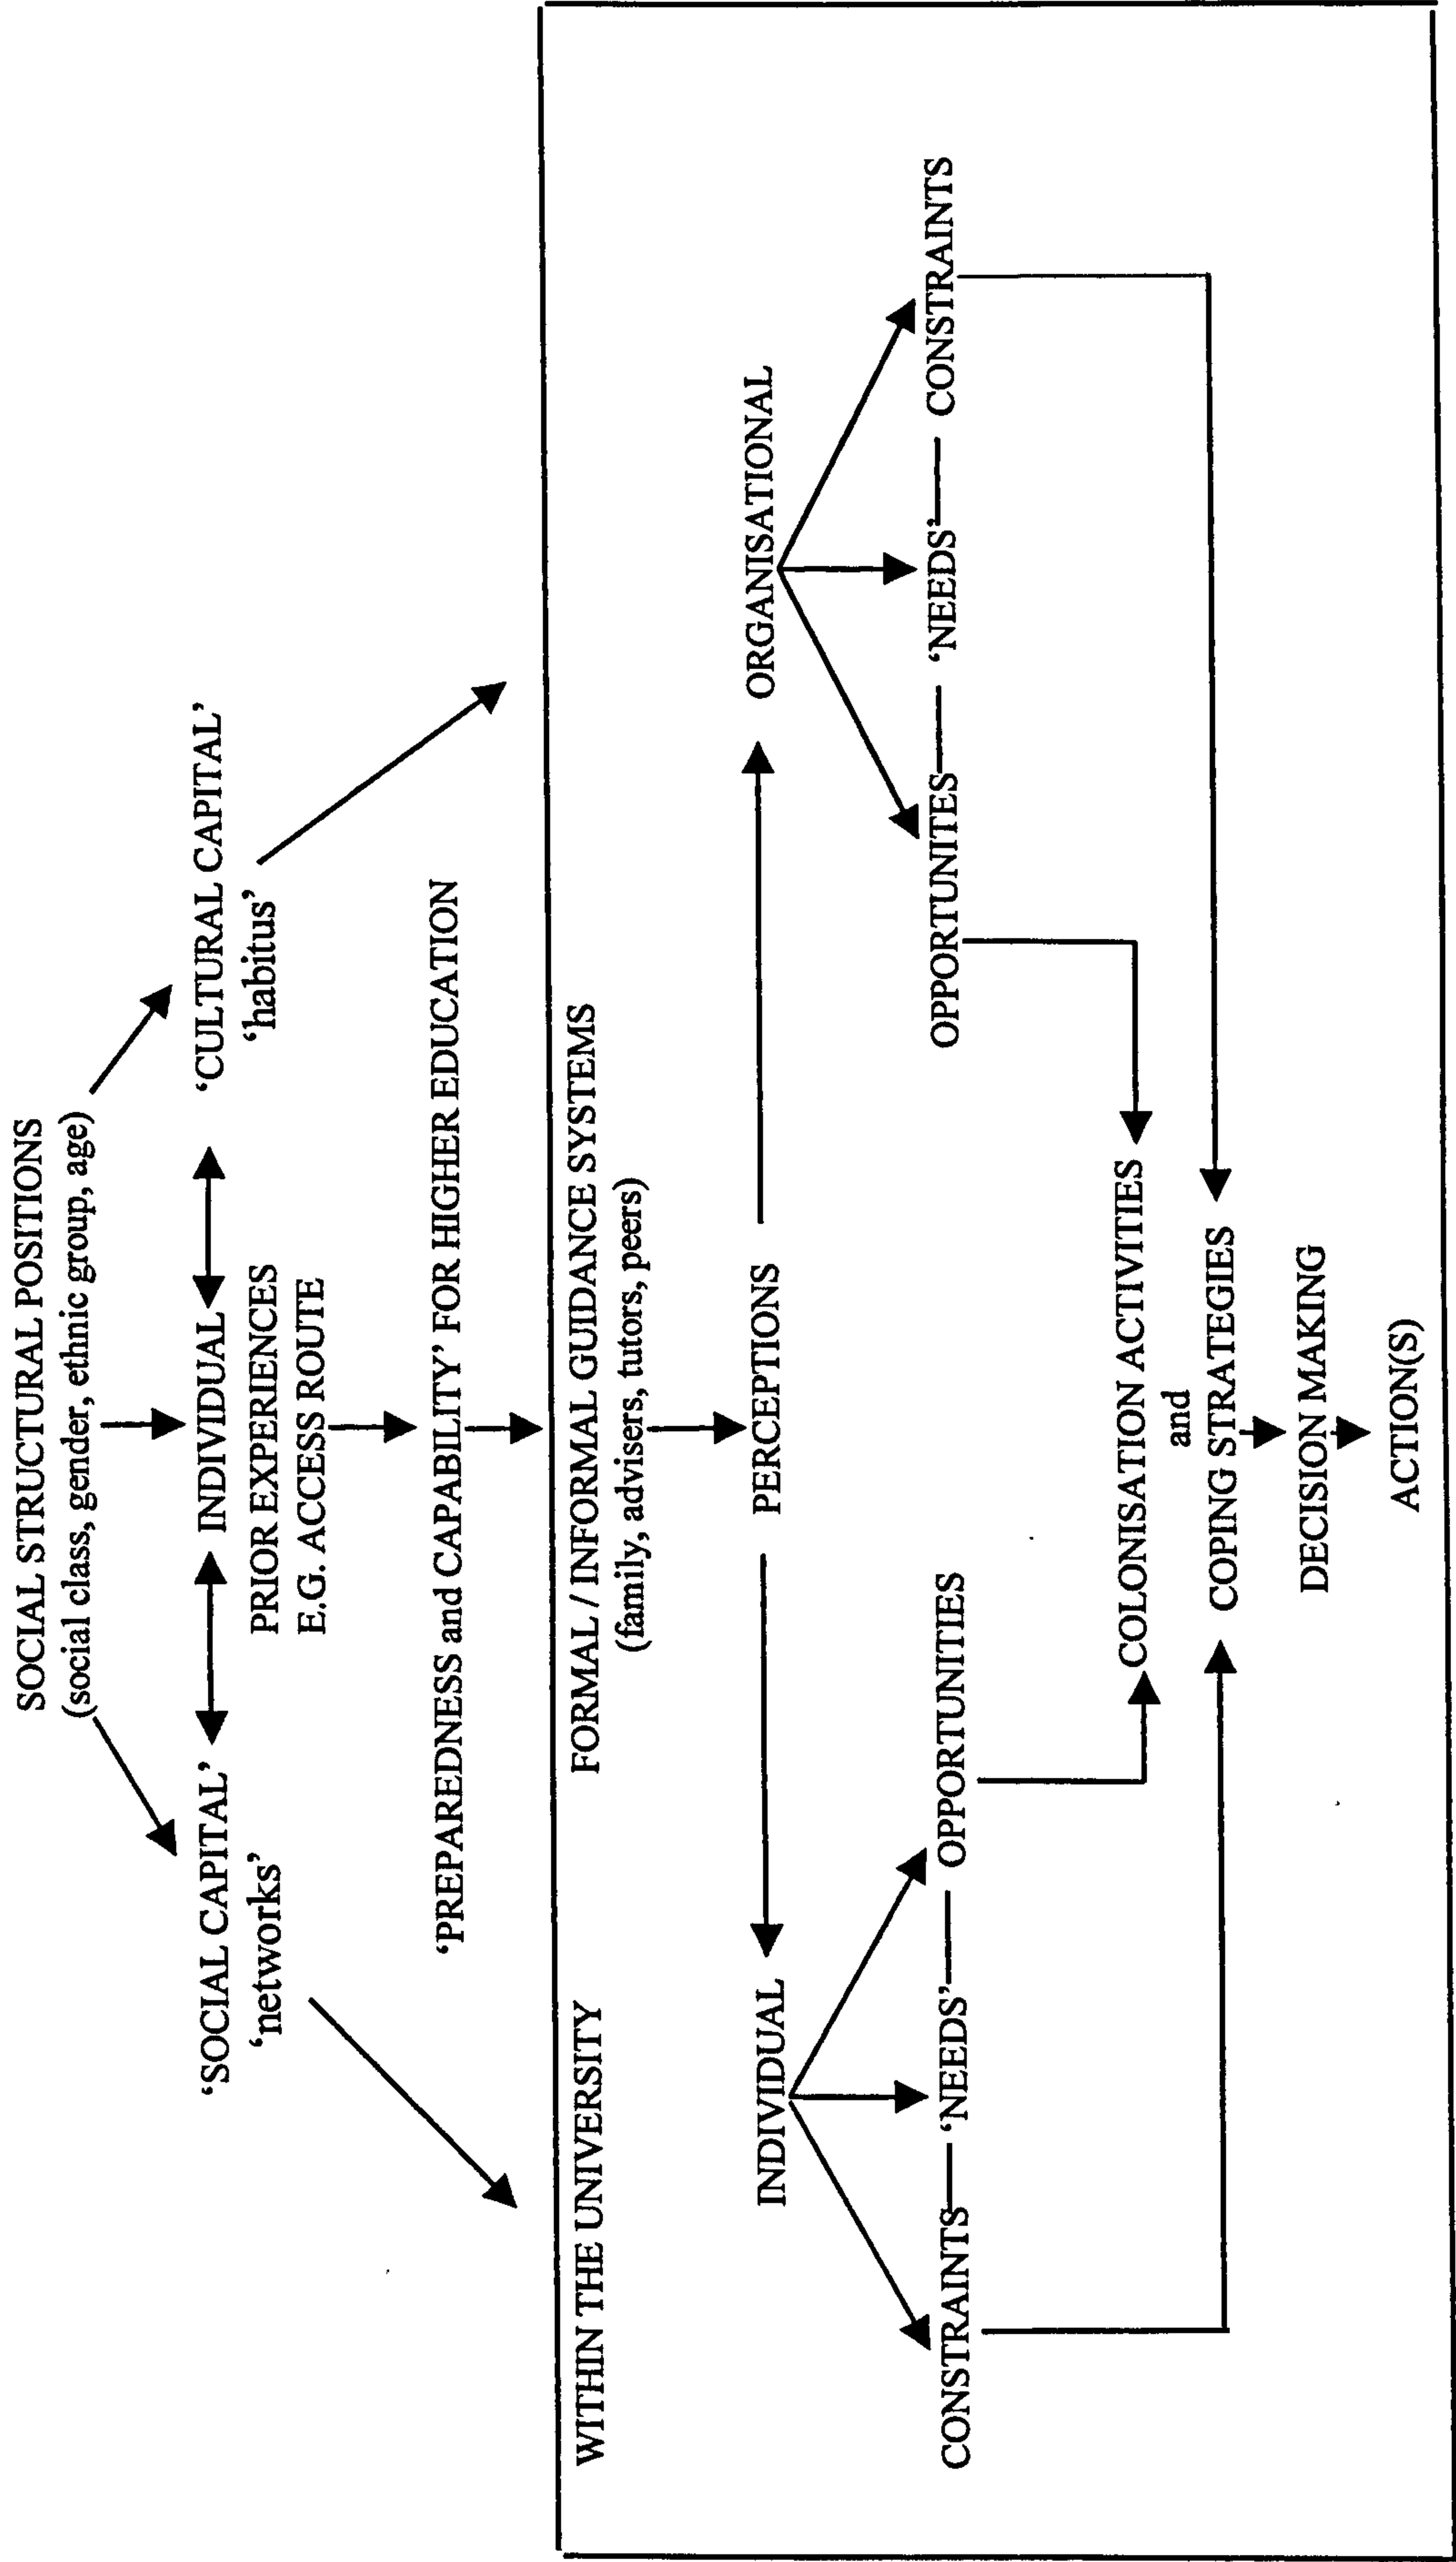 SOCIAL STRUCTURAL POSITIONS
(social class, gender, ethnic group, age)
‘SOCIAL CAPITAL’
‘networks’
INDIVIDUAL
PRIOR EXPERIENCES
E.G. ACCESS ROUTE
‘CULTURAL CAPITAL’
‘habitus’
‘PREPAREDNESS and CAPABILITY’ FOR HIGHER EDUCATION
WITHIN THE UNIVERSITY
FORMAL / INFORMAL GUIDANCE SYSTEMS
(family, advisers, tutors, peers)
INDIVIDUAL
PERCEPTIONS
ORGANISATIONAL
CONSTRAINTS
‘NEEDS’
OPPORTUNITIES
OPPORTUNITES
‘NEEDS’
CONSTRAINTS
COLONISATION ACTIVITIES
and
COPING STRATEGIES
DECISION MAKING
ACTION(S)